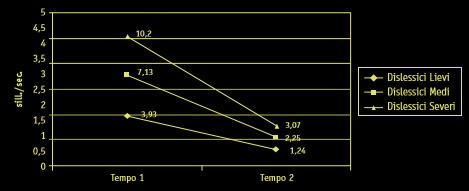 5
4,5
4
3,5
3
2,5
2
1,5
1
0,5
0
sill./sec.
10,2
7,13
3,93
3,07
2,25
1,24
Tempo 1
Tempo 2
Dislessici Lievi
Dislessici Medi
Dislessici Severi